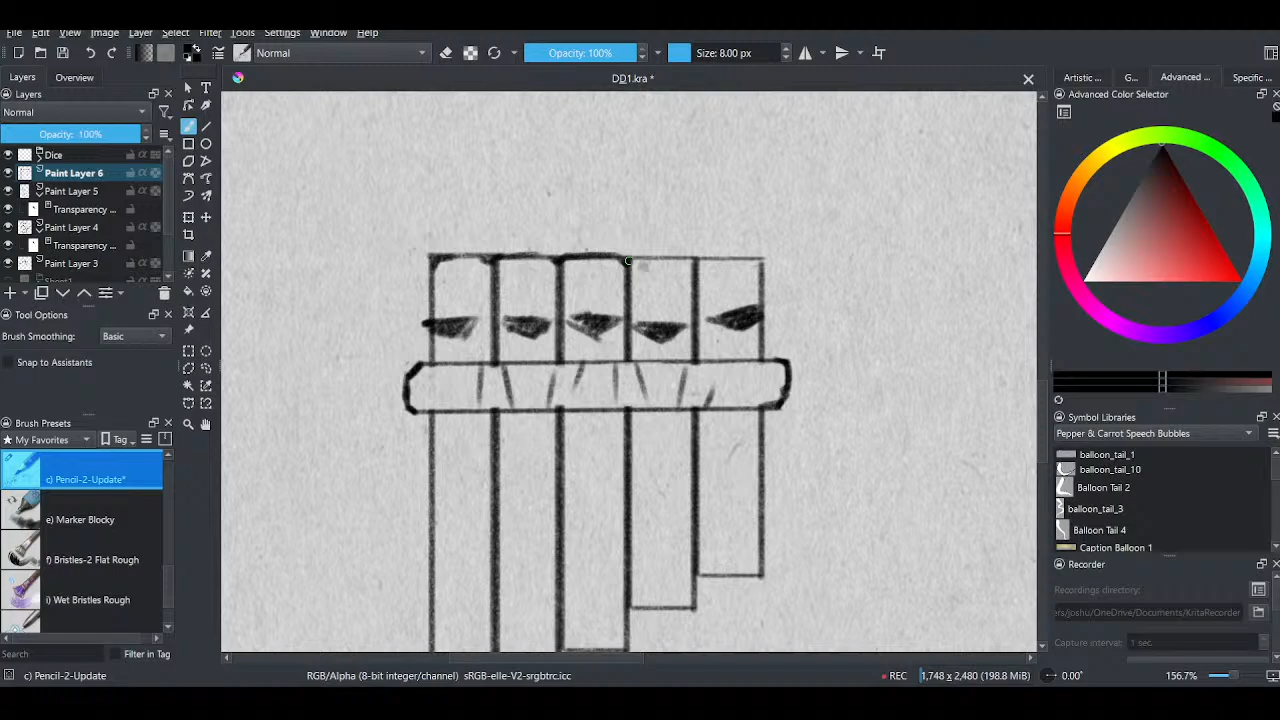 File Edit View Image Layer Select Filter Tools Settings Window Help
Normal
Opacity: 100%
Size: 8.00 px
Layers Overview
DD1.kra *
Artistic ... G... Advanced ... Specific ...
Layers
Normal
Opacity: 100%
Dice
Paint Layer 6
Paint Layer 5
Transparency ...
Paint Layer 4
Transparency ...
Paint Layer 3
Tool Options
Brush Smoothing: Basic
Snap to Assistants
Brush Presets
My Favorites Tag
c) Pencil-2-Update*
e) Marker Blocky
f) Bristles-2 Flat Rough
i) Wet Bristles Rough
Search Filter in Tag
Advanced Color Selector
Symbol Libraries
Pepper & Carrot Speech Bubbles
balloon_tail_1
balloon_tail_10
Balloon Tail 2
balloon_tail_3
Balloon Tail 4
Caption Balloon 1
Recorder
Recordings directory:
ers/joshu/OneDrive/Documents/KritaRecorder
Capture interval: 1 sec.
c) Pencil-2-Update
RGB/Alpha (8-bit integer/channel) sRGB-elle-V2-srgbtrc.icc
REC
1,748 x 2,480 (198.8 MiB)
0.00°
156.7%